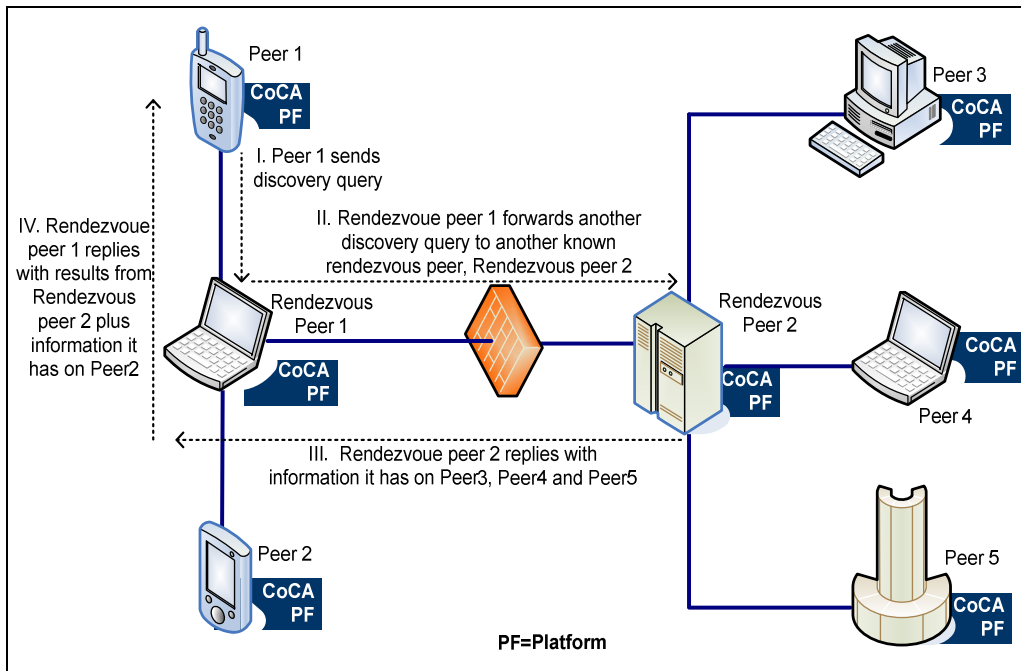 Peer 1
CoCA
PF
I. Peer 1 sends
discovery query
II. Rendezvoue peer 1 forwards another
discovery query to another known
rendezvous peer, Rendezvous peer 2
Peer 3
CoCA
PF
IV. Rendezvoue
peer 1 replies
with results from
Rendezvous
peer 2 plus
information it
has on Peer2
Rendezvous
Peer 1
CoCA
PF
Rendezvous
Peer 2
CoCA
PF
CoCA
PF
Peer 4
III. Rendezvoue peer 2 replies with
information it has on Peer3, Peer4 and Peer5
Peer 2
CoCA
PF
Peer 5
CoCA
PF
PF=Platform